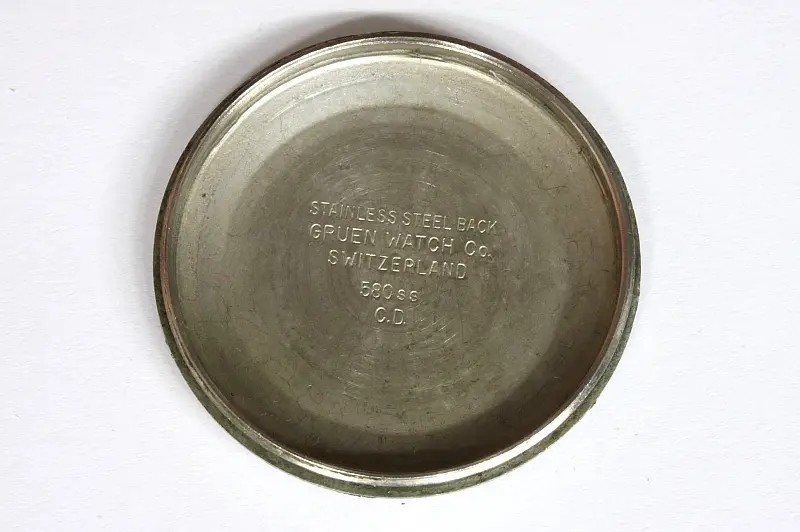 STAINLESS STEEL BACK
GRUEN WATCH Co.
SWITZERLAND
580 SS
C.D.